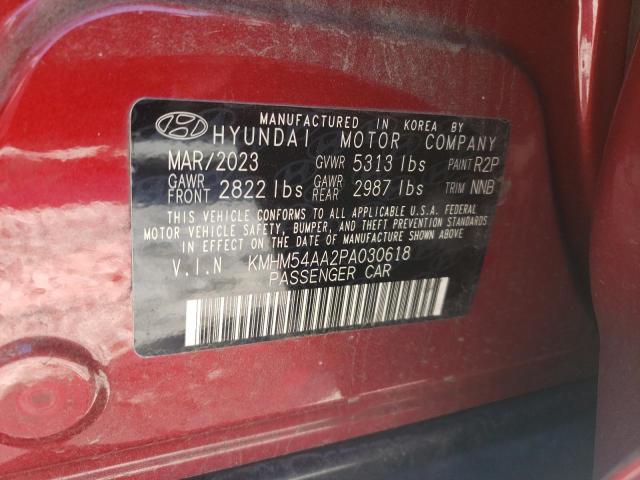 MANUFACTURED IN KOREA BY
HYUNDAI MOTOR COMPANY
MAR/2023 GVWR 5313 lbs PAINT R2P
GAWR FRONT 2822 lbs GAWR REAR 2987 lbs TRIM NNB
THIS VEHICLE CONFORMS TO ALL APPLICABLE U.S.A. FEDERAL
MOTOR VEHICLE SAFETY, BUMPER, AND THEFT PREVENTION STANDARDS
IN EFFECT ON THE DATE OF MANUFACTURE SHOWN ABOVE
V.I.N KMHM54AA2PA030618
PASSENGER CAR